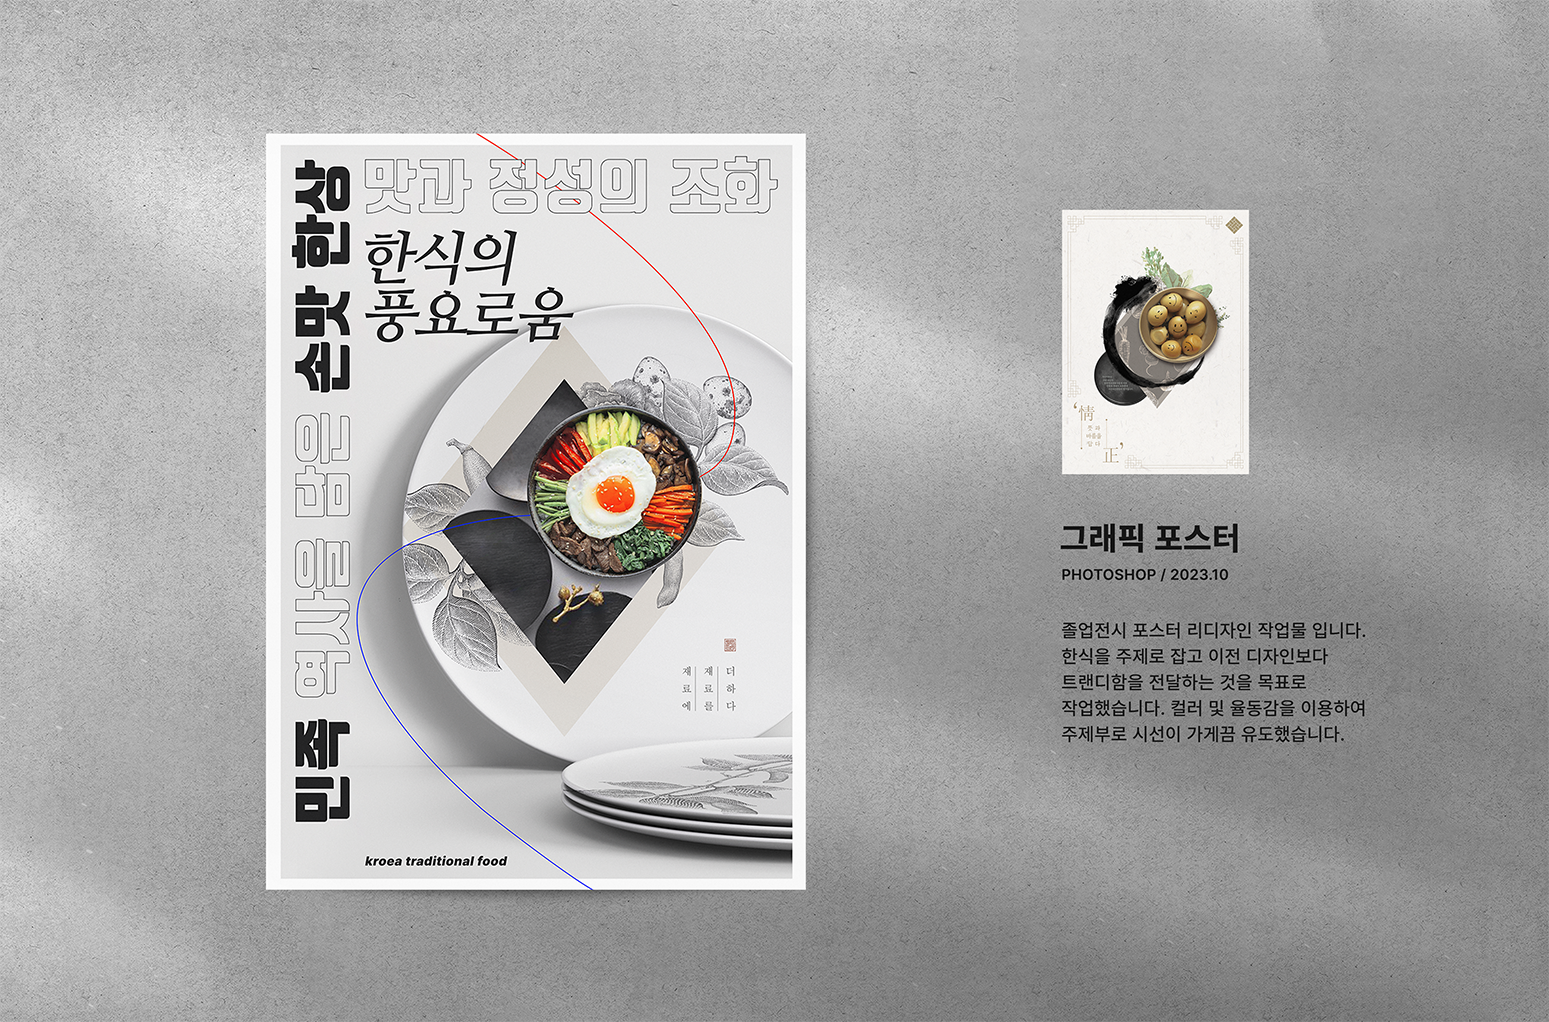 맛과 정성의 조화
한식의
풍요로움
민족 역사을 담은 손맛 한상
더하다
재료를
재료에
kroea traditional food
情
正
그래픽 포스터
PHOTOSHOP / 2023.10
졸업전시 포스터 리디자인 작업물 입니다.
한식을 주제로 잡고 이전 디자인보다
트랜디함을 전달하는 것을 목표로
작업했습니다. 컬러 및 율동감을 이용하여
주제부로 시선이 가게끔 유도했습니다.